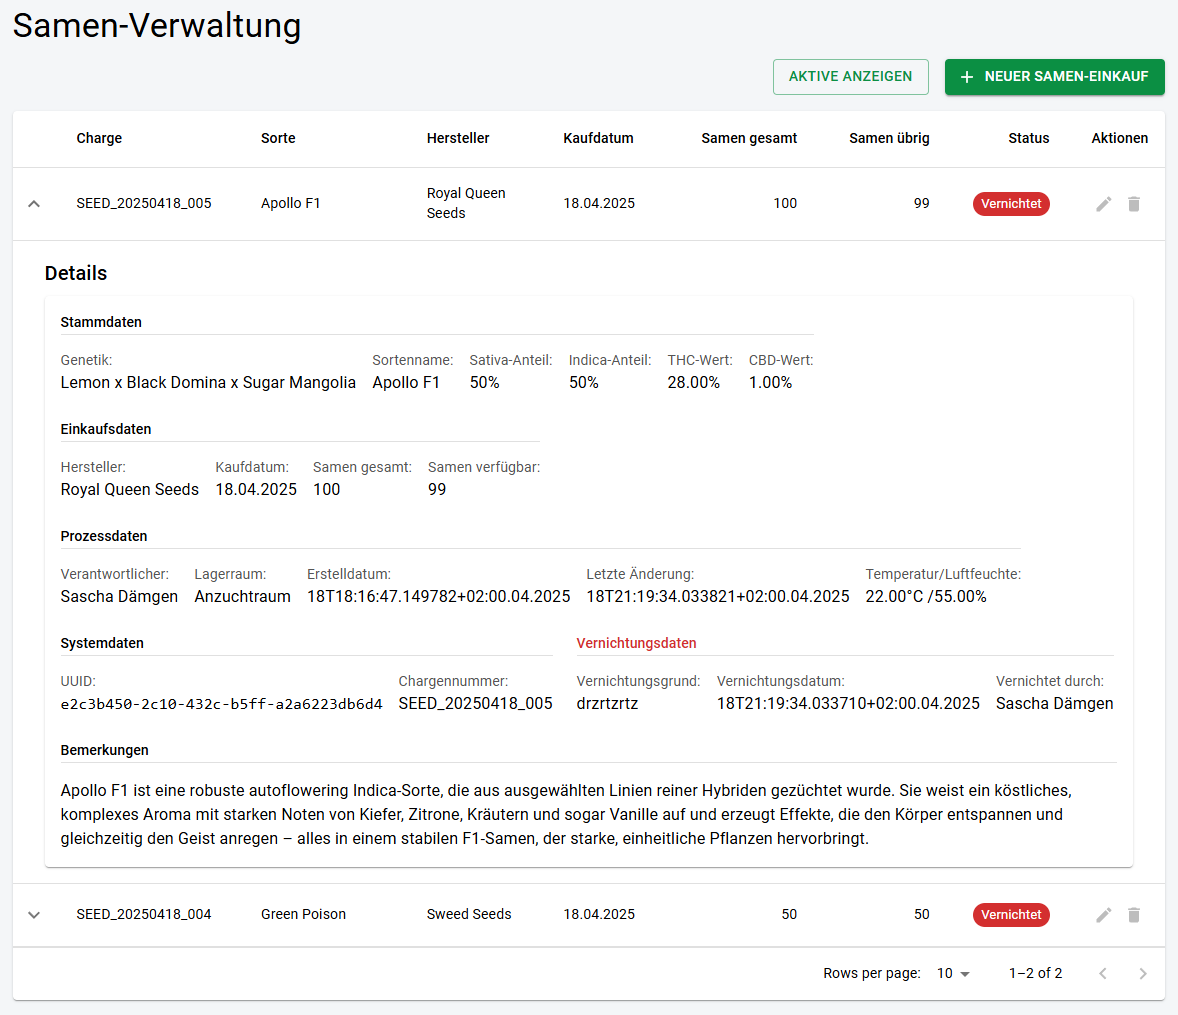 Samen-Verwaltung
AKTIVE ANZEIGEN
+ NEUER SAMEN-EINKAUF
Charge Sorte Hersteller Kaufdatum Samen gesamt Samen übrig Status Aktionen
SEED_20250418_005 Apollo F1 Royal Queen Seeds 18.04.2025 100 99 Vernichtet
Details
Stammdaten
Genetik: Sortenname: Sativa-Anteil: Indica-Anteil: THC-Wert: CBD-Wert:
Lemon x Black Domina x Sugar Mangolia Apollo F1 50% 50% 28.00% 1.00%
Einkaufsdaten
Hersteller: Kaufdatum: Samen gesamt: Samen verfügbar:
Royal Queen Seeds 18.04.2025 100 99
Prozessdaten
Verantwortlicher: Lagerraum: Erstelldatum: Letzte Änderung: Temperatur/Luftfeuchte:
Sascha Dämgen Anzuchtraum 18T18:16:47.149782+02:00.04.2025 18T21:19:34.033821+02:00.04.2025 22.00°C /55.00%
Systemdaten Vernichtungsdaten
UUID: Chargennummer: Vernichtungsgrund: Vernichtungsdatum: Vernichtet durch:
e2c3b450-2c10-432c-b5ff-a2a6223db6d4 SEED_20250418_005 drzrtzrtz 18T21:19:34.033710+02:00.04.2025 Sascha Dämgen
Bemerkungen
Apollo F1 ist eine robuste autoflowering Indica-Sorte, die aus ausgewählten Linien reiner Hybriden gezüchtet wurde. Sie weist ein köstliches,
komplexes Aroma mit starken Noten von Kiefer, Zitrone, Kräutern und sogar Vanille auf und erzeugt Effekte, die den Körper entspannen und
gleichzeitig den Geist anregen – alles in einem stabilen F1-Samen, der starke, einheitliche Pflanzen hervorbringt.
SEED_20250418_004 Green Poison Sweed Seeds 18.04.2025 50 50 Vernichtet
Rows per page: 10 1–2 of 2